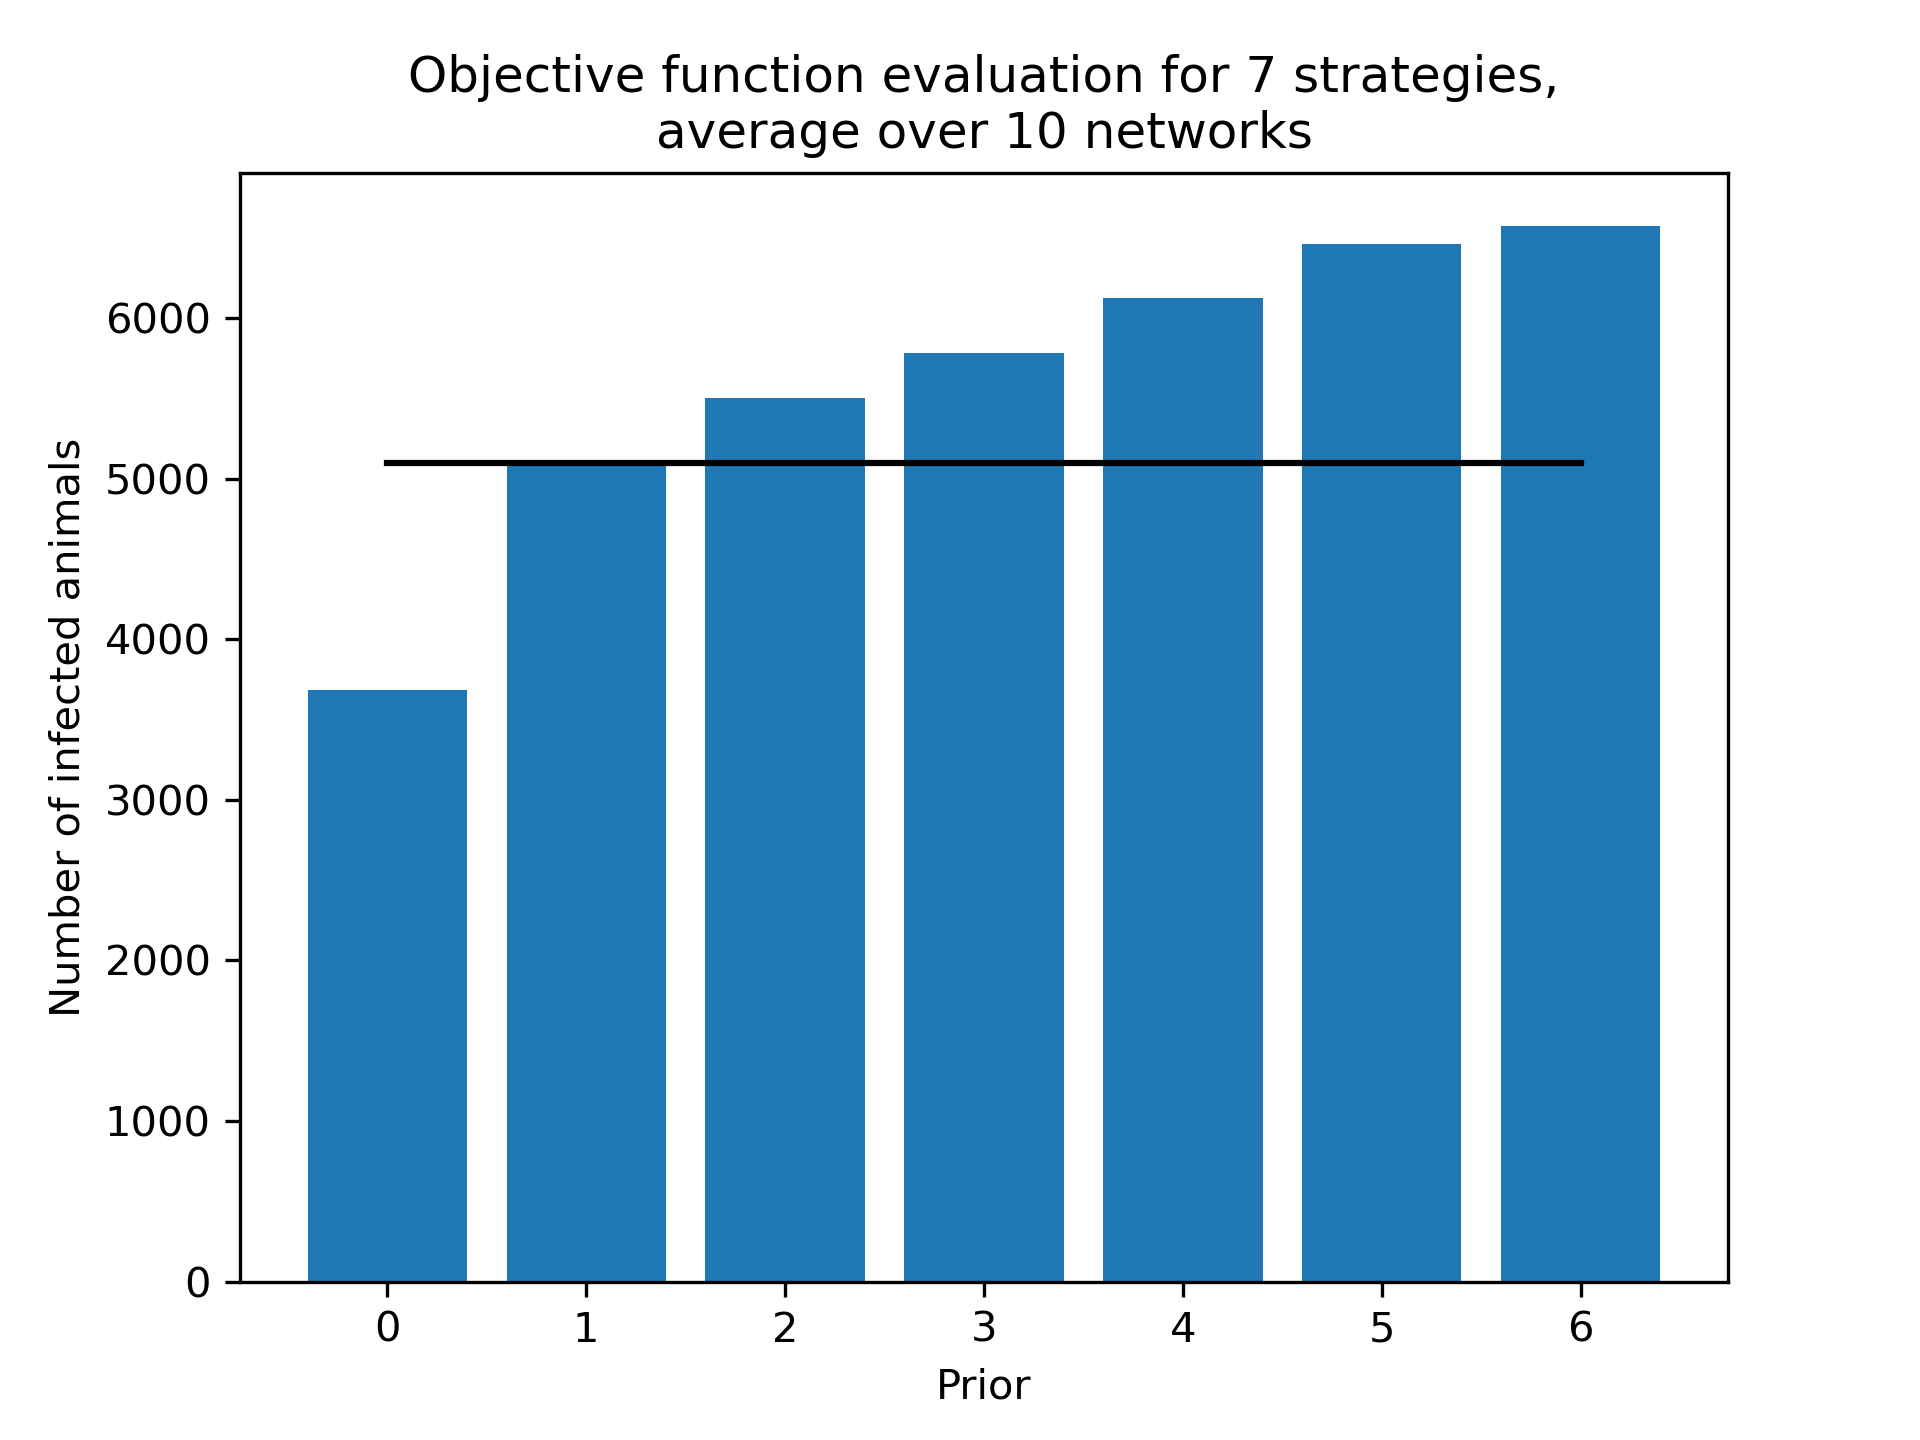 Objective function evaluation for 7 strategies,
average over 10 networks
Number of infected animals
6000
5000
4000
3000
2000
1000
0
0 1 2 3 4 5 6
Prior